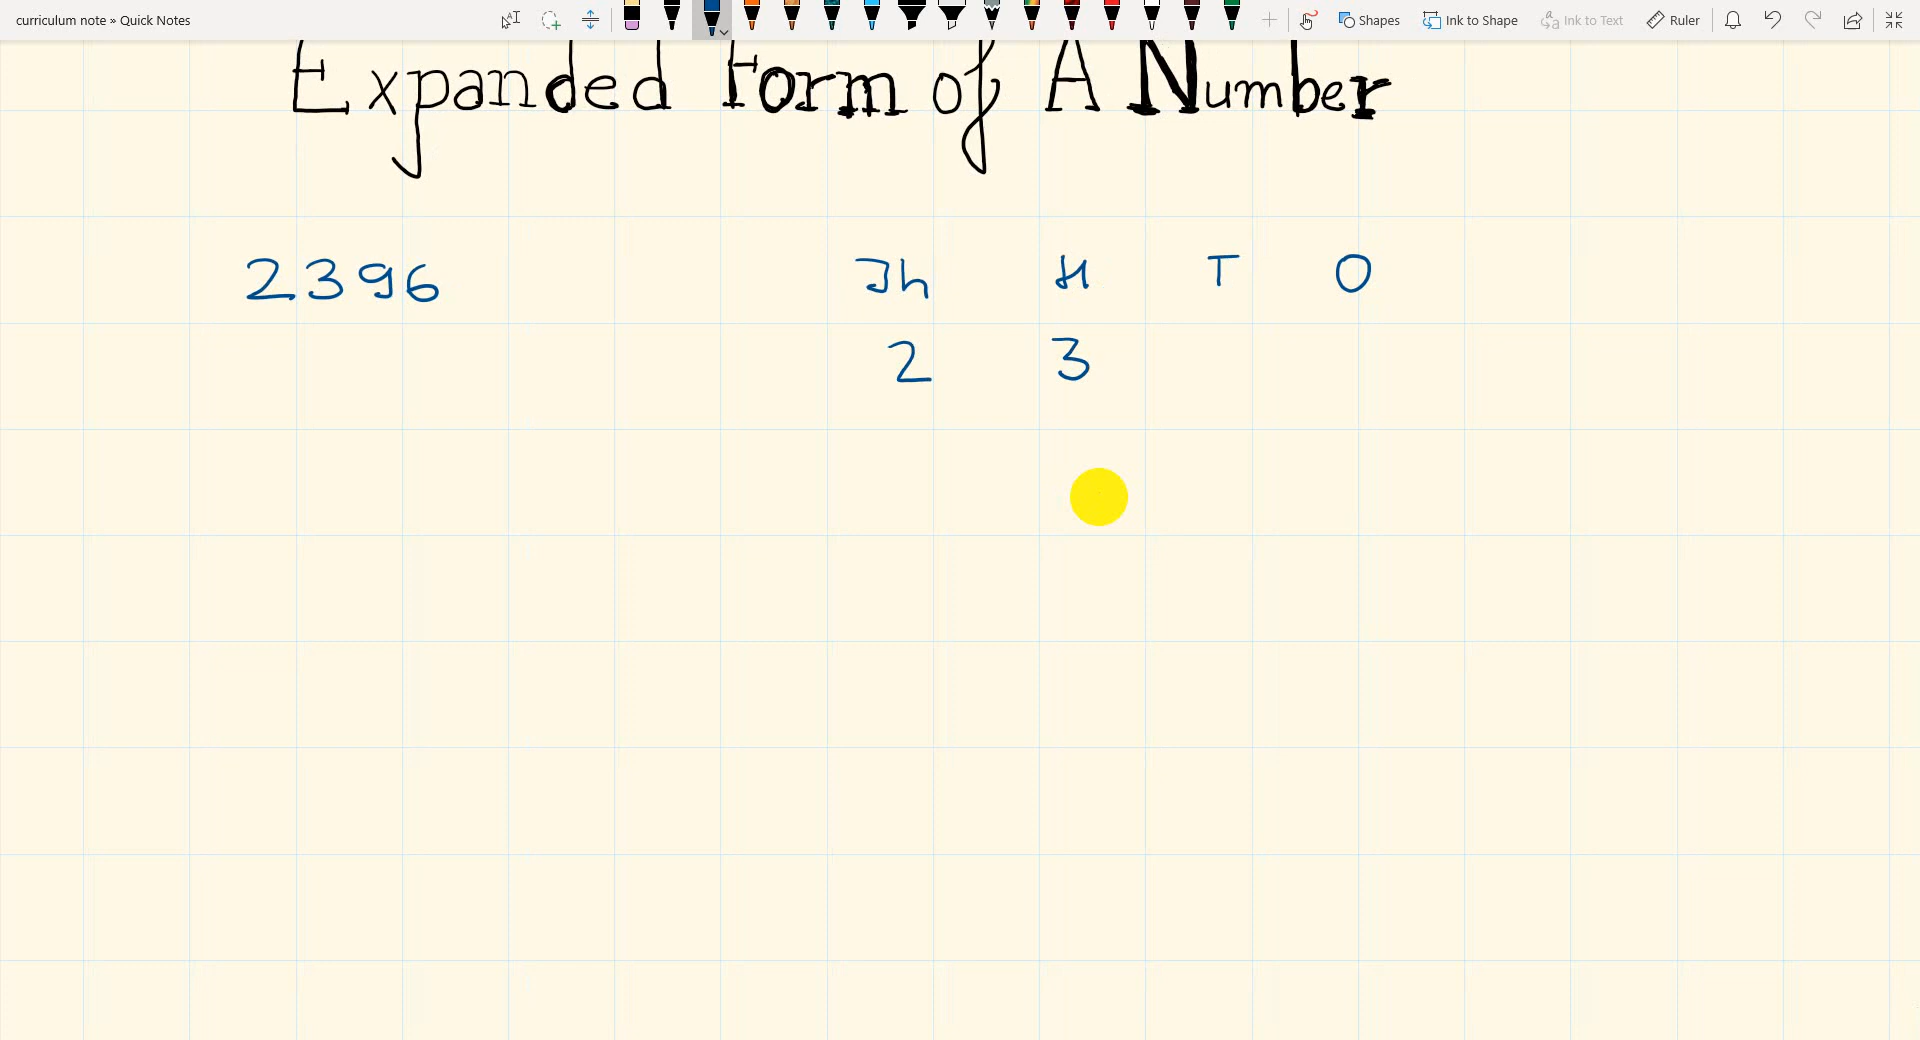 curriculum note » Quick Notes Shapes Ink to Shape Ink to Text Ruler
Expanded Form of A Number
2396 Th H T O
2 3